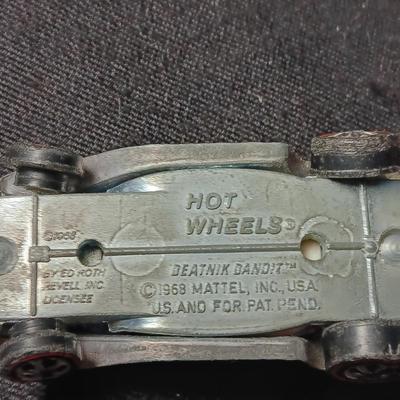 HOT
WHEELS®
©1968
BY ED ROTH
REVELL INC.
LICENSEE
BEATNIK BANDIT™
©1968 MATTEL, INC., U.S.A.
U.S. AND FOR. PAT. PEND.